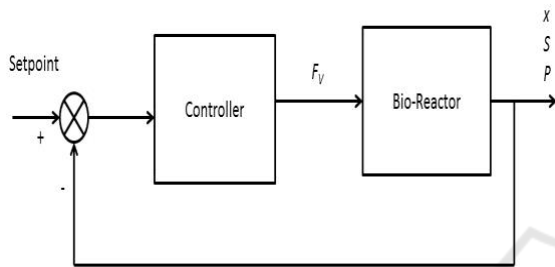 x
S
P
Setpoint
F_V
Controller
Bio-Reactor
+
-